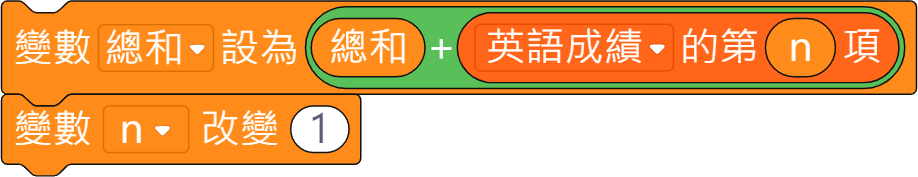 變數 總和 設為 總和 + 英語成績 的第 n 項
變數 n 改變 1